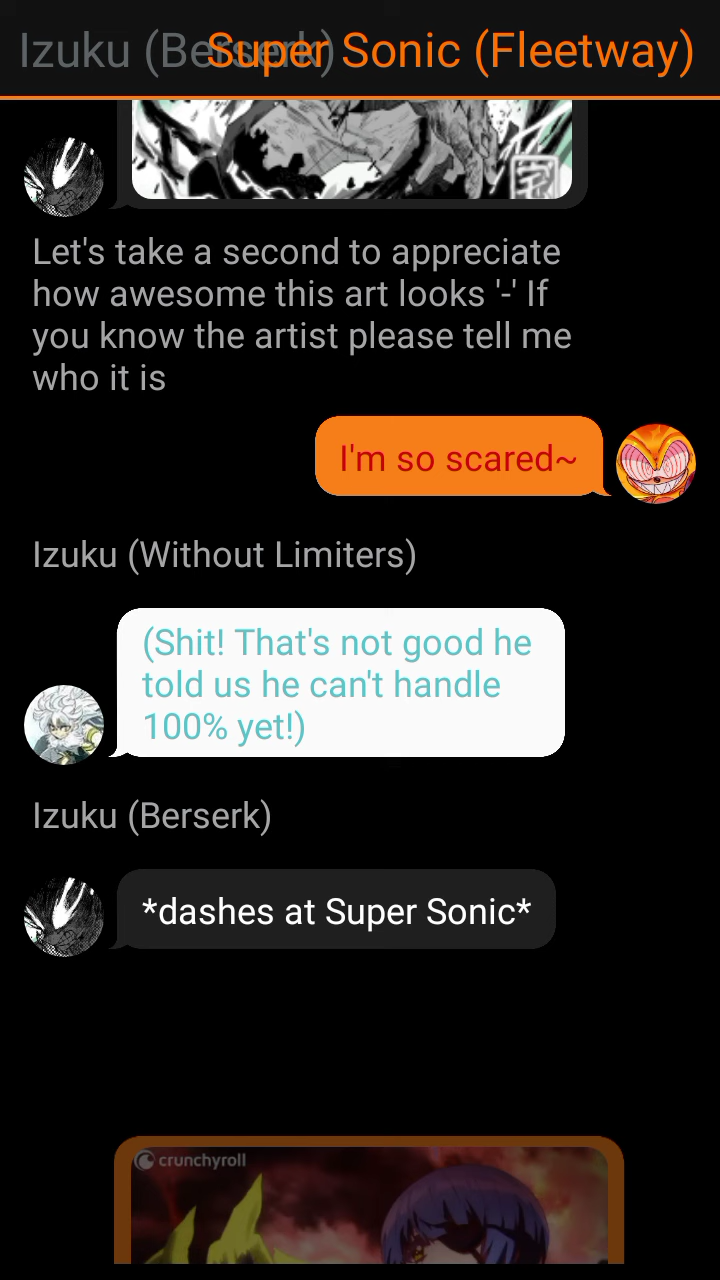 Izuku (Berserk)
Super Sonic (Fleetway)
Let's take a second to appreciate
how awesome this art looks '-' If
you know the artist please tell me
who it is
I'm so scared~
Izuku (Without Limiters)
(Shit! That's not good he
told us he can't handle
100% yet!)
Izuku (Berserk)
*dashes at Super Sonic*
crunchyroll